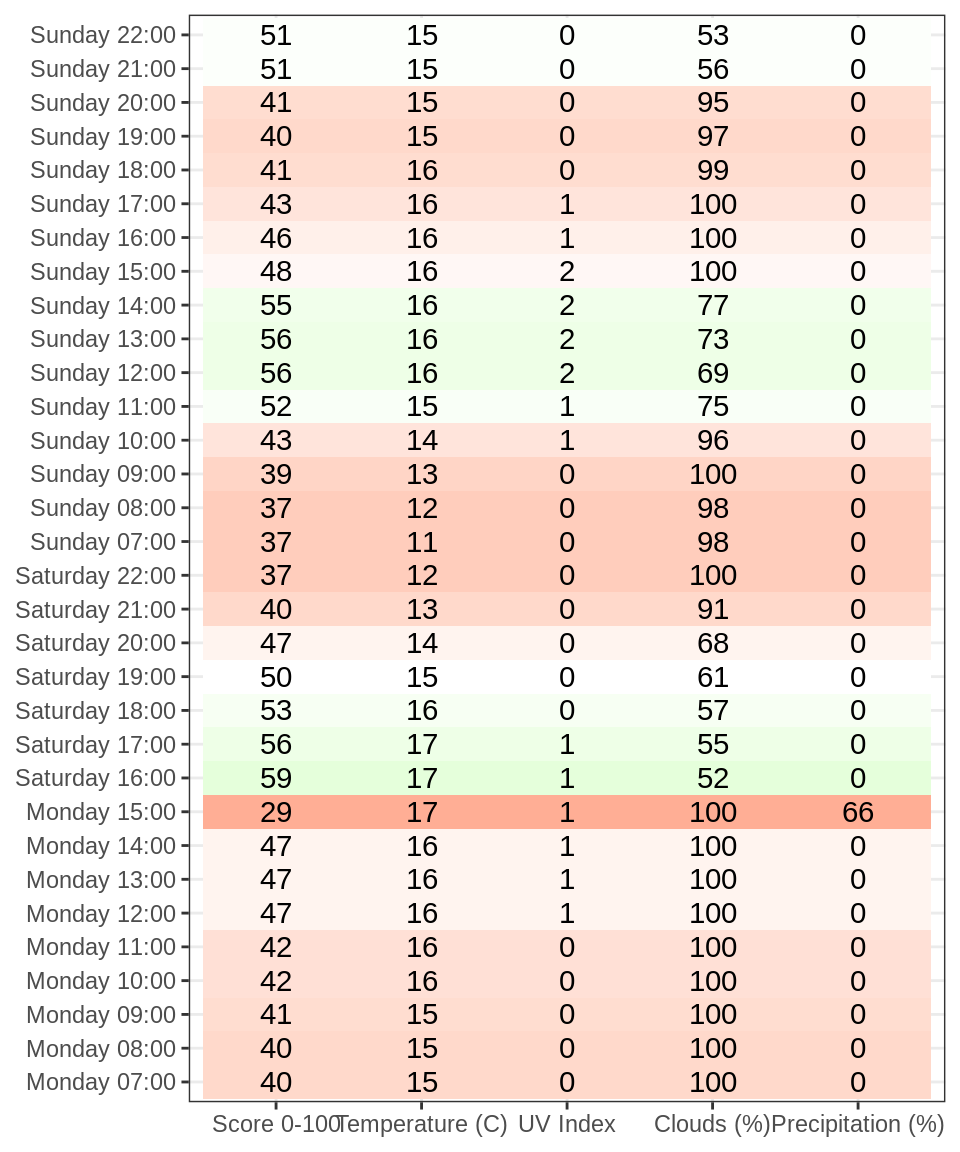 Sunday 22:00 51 15 0 53 0
Sunday 21:00 51 15 0 56 0
Sunday 20:00 41 15 0 95 0
Sunday 19:00 40 15 0 97 0
Sunday 18:00 41 16 0 99 0
Sunday 17:00 43 16 1 100 0
Sunday 16:00 46 16 1 100 0
Sunday 15:00 48 16 2 100 0
Sunday 14:00 55 16 2 77 0
Sunday 13:00 56 16 2 73 0
Sunday 12:00 56 16 2 69 0
Sunday 11:00 52 15 1 75 0
Sunday 10:00 43 14 1 96 0
Sunday 09:00 39 13 0 100 0
Sunday 08:00 37 12 0 98 0
Sunday 07:00 37 11 0 98 0
Saturday 22:00 37 12 0 100 0
Saturday 21:00 40 13 0 91 0
Saturday 20:00 47 14 0 68 0
Saturday 19:00 50 15 0 61 0
Saturday 18:00 53 16 0 57 0
Saturday 17:00 56 17 1 55 0
Saturday 16:00 59 17 1 52 0
Monday 15:00 29 17 1 100 66
Monday 14:00 47 16 1 100 0
Monday 13:00 47 16 1 100 0
Monday 12:00 47 16 1 100 0
Monday 11:00 42 16 0 100 0
Monday 10:00 42 16 0 100 0
Monday 09:00 41 15 0 100 0
Monday 08:00 40 15 0 100 0
Monday 07:00 40 15 0 100 0
Score 0-100 Temperature (C) UV Index Clouds (%) Precipitation (%)